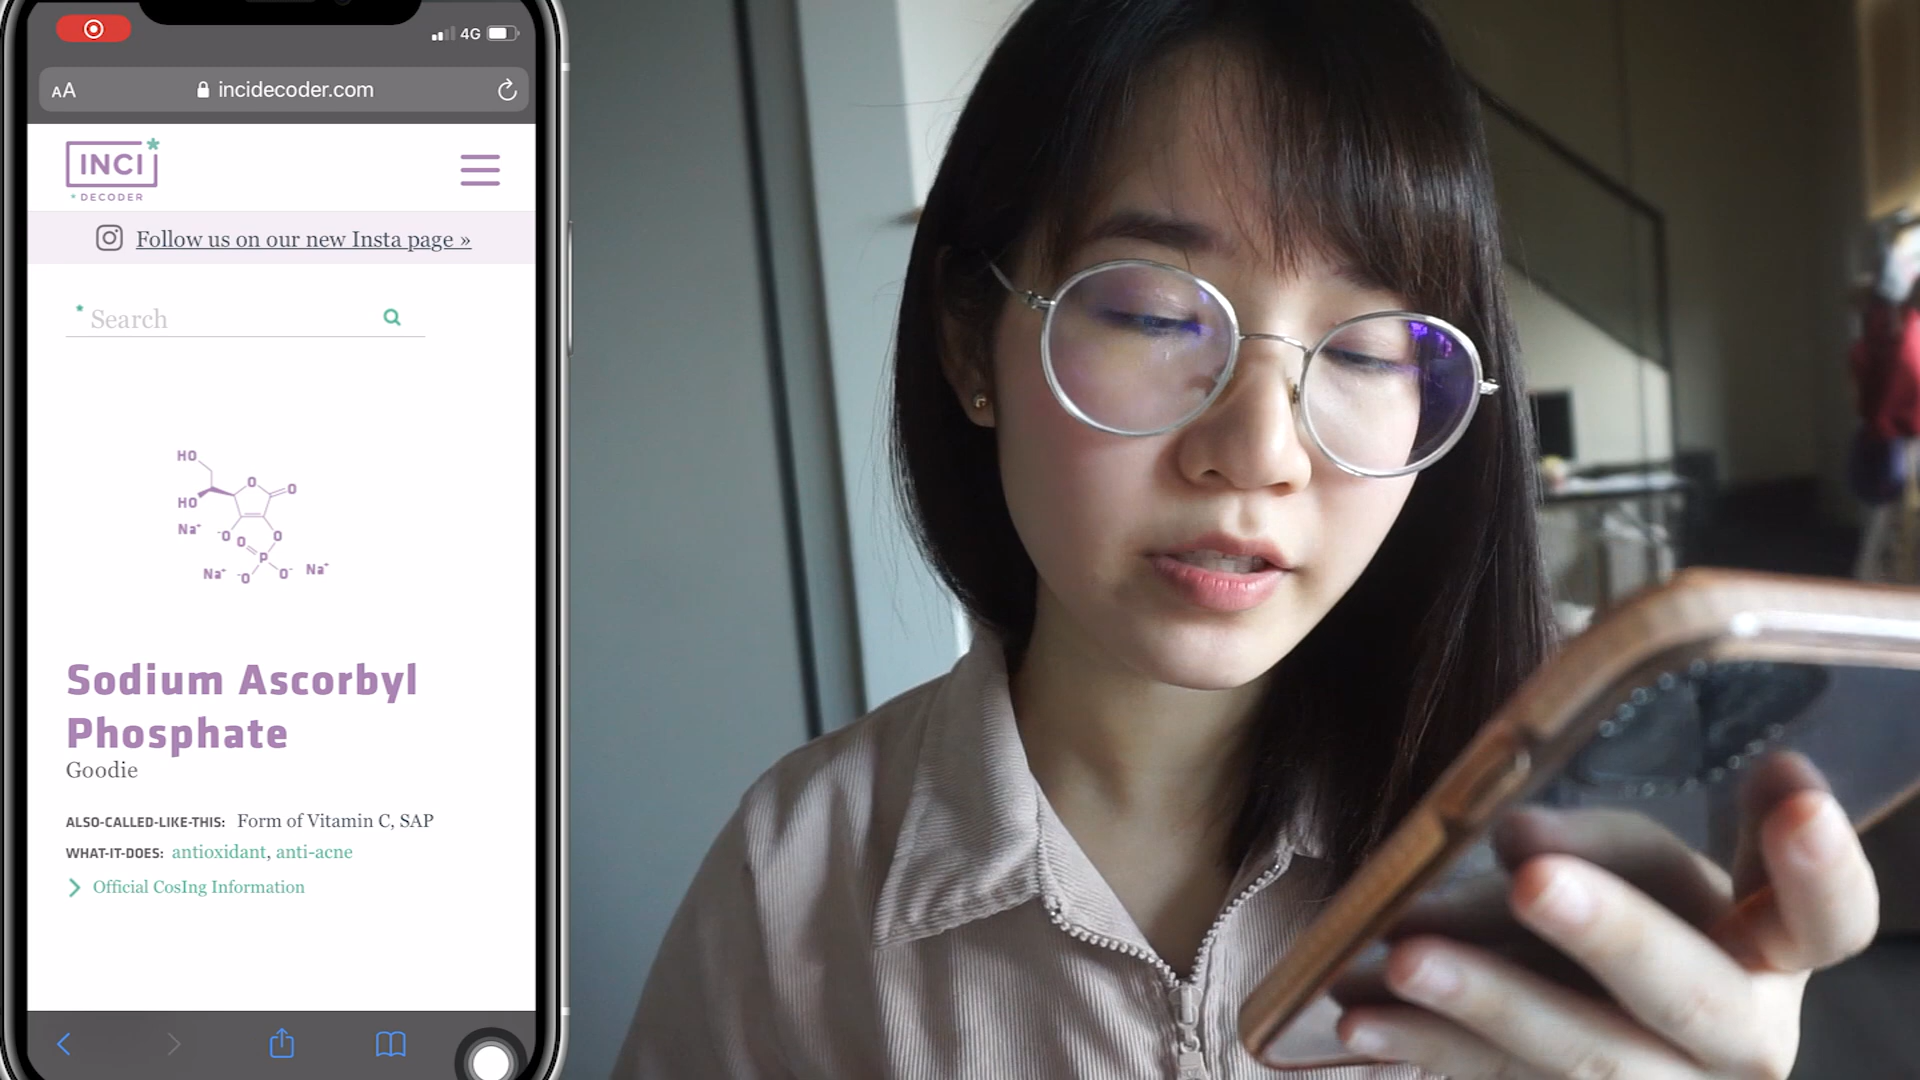 4G
AA incidecoder.com
INCI
DECODER
Follow us on our new Insta page »
* Search
HO
O
O
HO
Na+
-O
O
O
P
Na+
-O
O-
Na+
Sodium Ascorbyl
Phosphate
Goodie
ALSO-CALLED-LIKE-THIS: Form of Vitamin C, SAP
WHAT-IT-DOES: antioxidant, anti-acne
Official CosIng Information